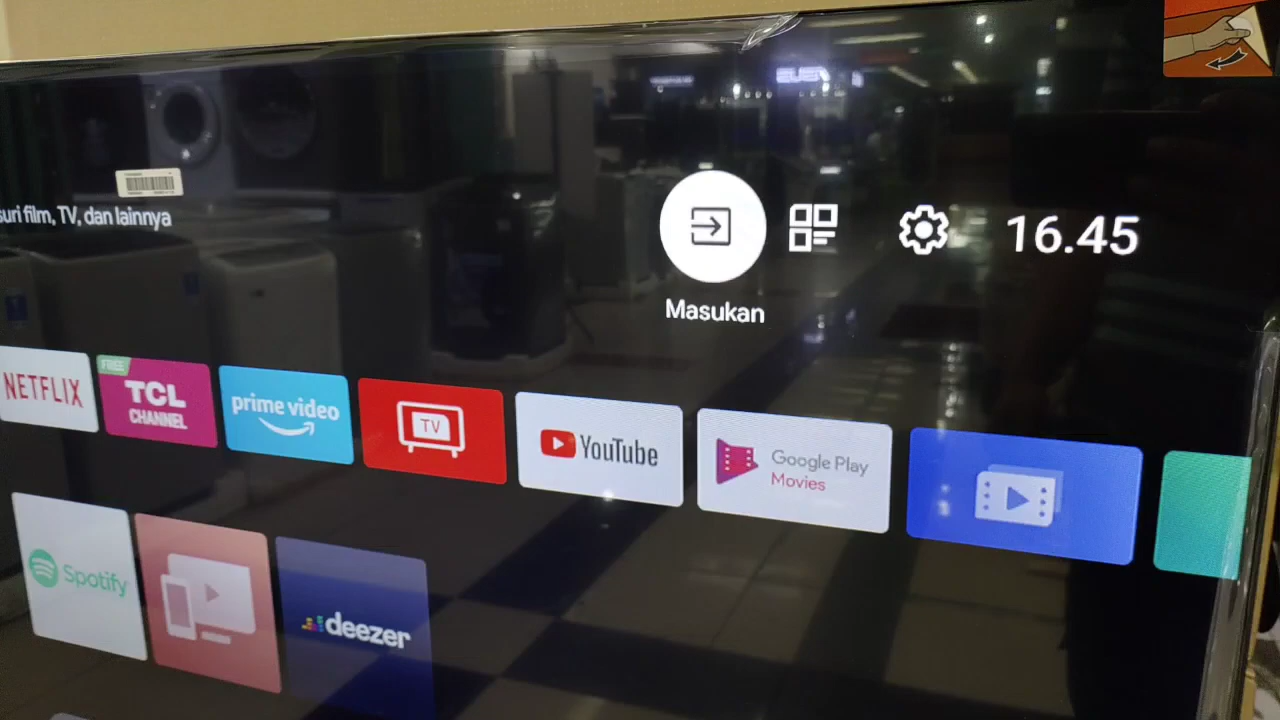 suri film, TV, dan lainnya
16.45
Masukan
NETFLIX
FREE
TCL
CHANNEL
prime video
TV
YouTube
Google Play
Movies
Spotify
deezer